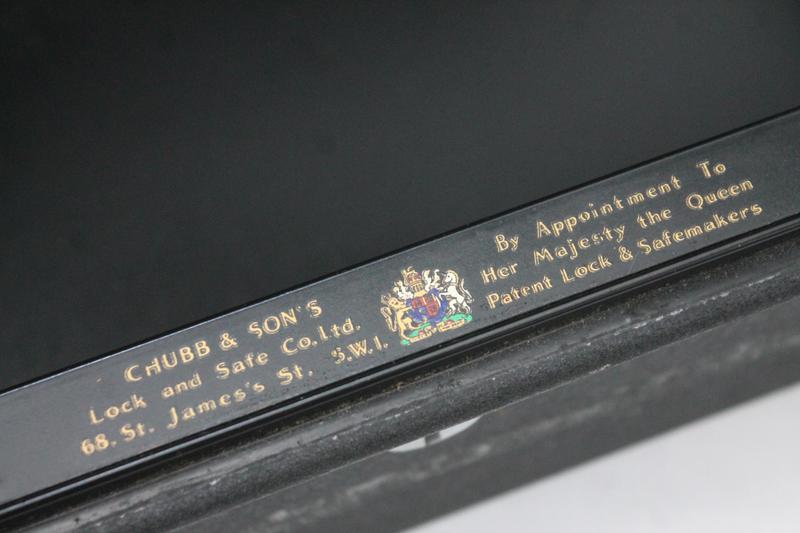 CHUBB & SON'S
Lock and Safe Co. Ltd.
68. St. James's St. S.W.1.
By Appointment To
Her Majesty the Queen
Patent Lock & Safemakers